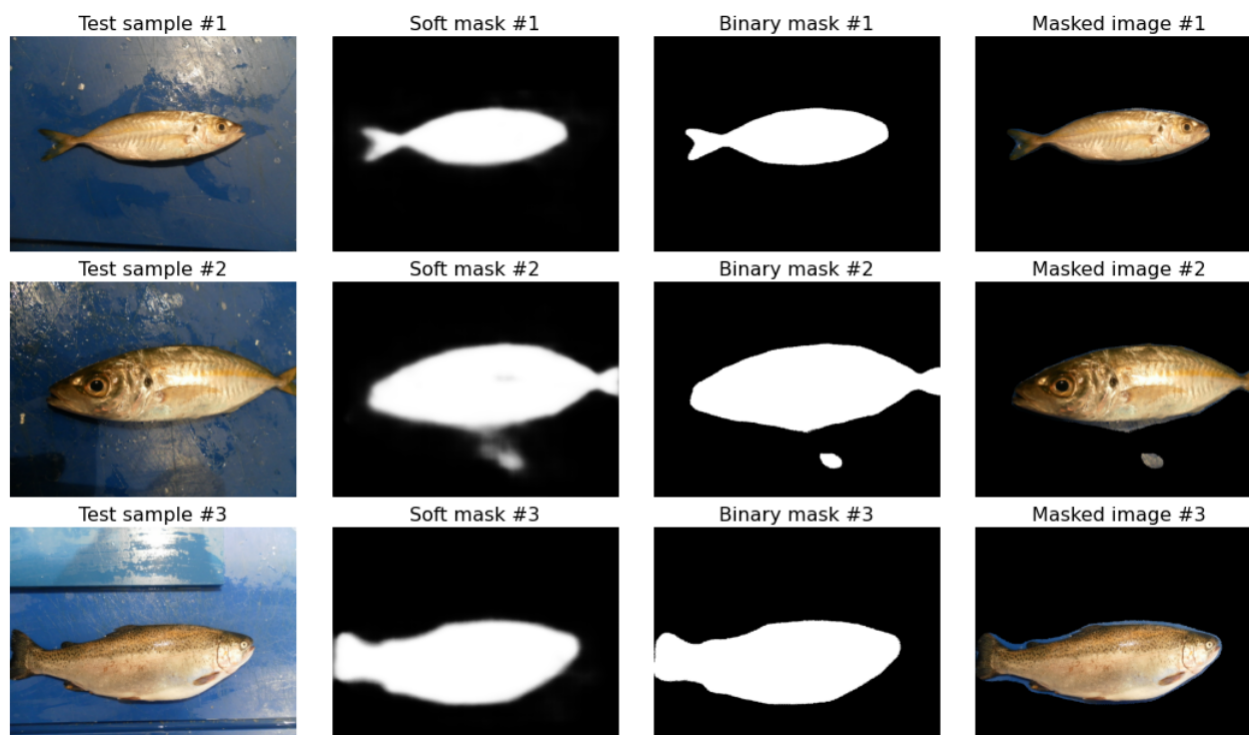 Test sample #1 Soft mask #1 Binary mask #1 Masked image #1
Test sample #2 Soft mask #2 Binary mask #2 Masked image #2
Test sample #3 Soft mask #3 Binary mask #3 Masked image #3